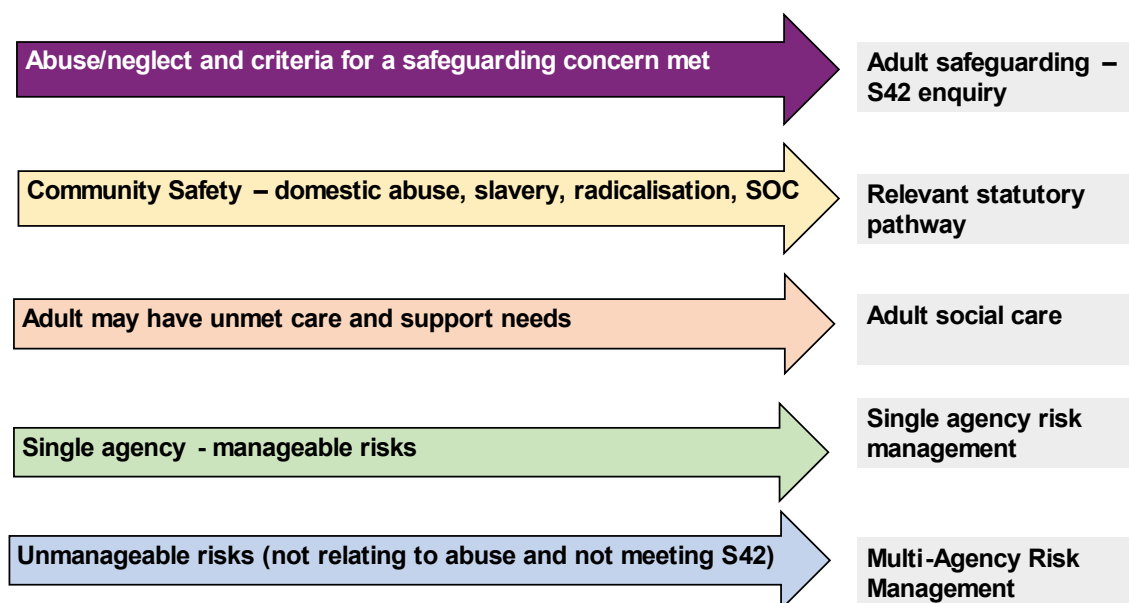 Abuse/neglect and criteria for a safeguarding concern met
Adult safeguarding –
S42 enquiry
Community Safety – domestic abuse, slavery, radicalisation, SOC
Relevant statutory
pathway
Adult may have unmet care and support needs
Adult social care
Single agency - manageable risks
Single agency risk
management
Unmanageable risks (not relating to abuse and not meeting S42)
Multi-Agency Risk
Management